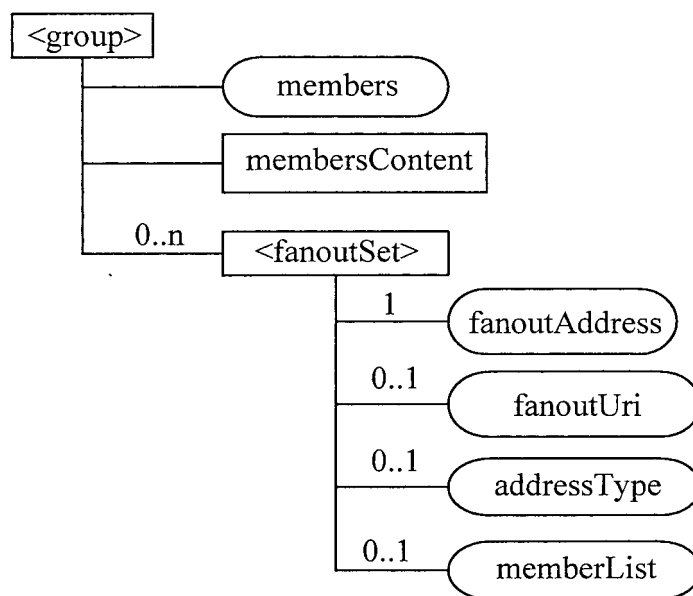 <group>
members
membersContent
0..n
<fanoutSet>
1
fanoutAddress
0..1
fanoutUri
0..1
addressType
0..1
memberList